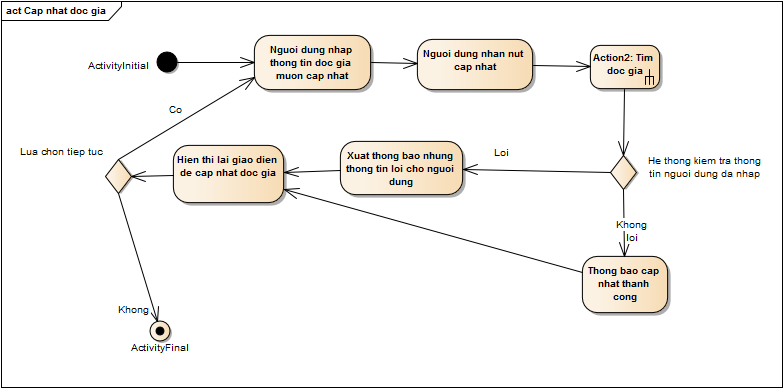 act Cap nhat doc gia
ActivityInitial
Nguoi dung nhap
thong tin doc gia
muon cap nhat
Nguoi dung nhan nut
cap nhat
Action2: Tim
doc gia
Co
Lua chon tiep tuc
Hien thi lai giao dien
de cap nhat doc gia
Xuat thong bao nhung
thong tin loi cho nguoi
dung
Loi
He thong kiem tra thong
tin nguoi dung da nhap
Khong
loi
Thong bao cap
nhat thanh
cong
Khong
ActivityFinal